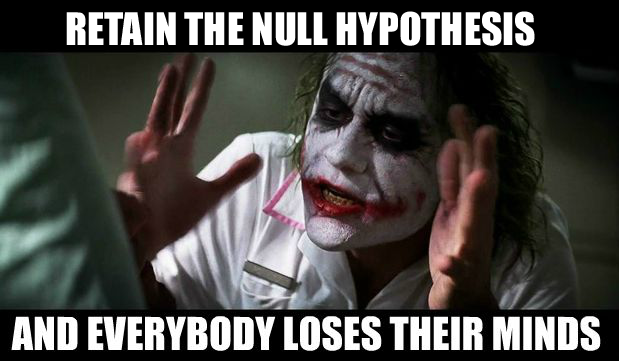 RETAIN THE NULL HYPOTHESIS
AND EVERYBODY LOSES THEIR MINDS